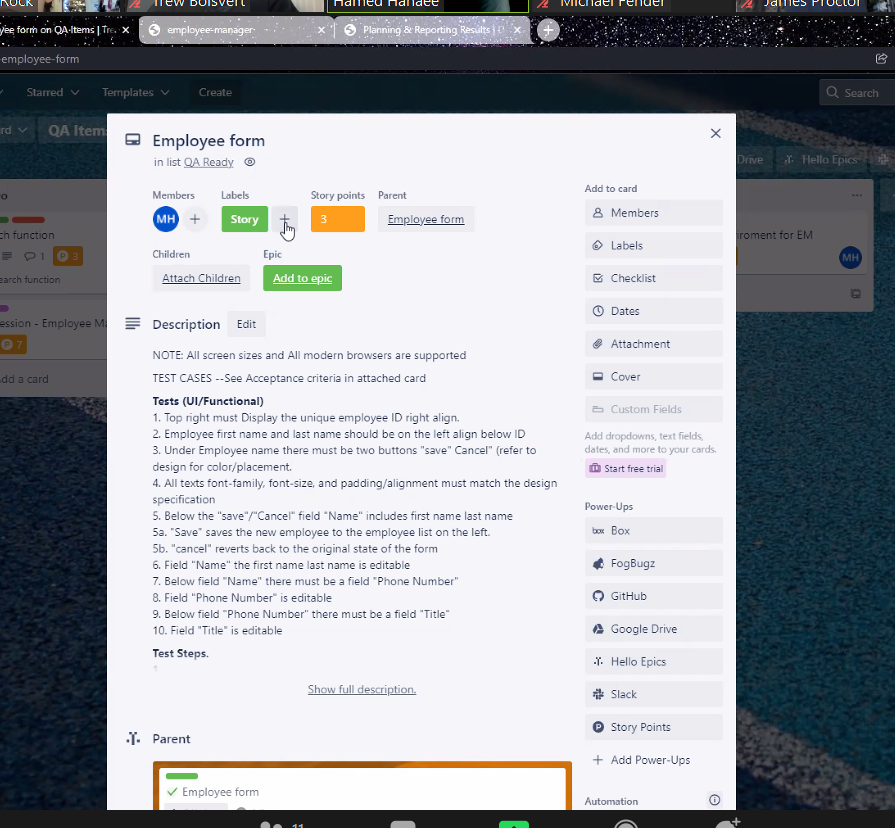 Rock
Trew Boisvert
Hamed Hanaee
Michael Fender
James Proctor
yee form on QA-Items | Tre
employee-manager
Planning & Reporting Results | D
-employee-form
Starred
Templates
Create
Search
QA Items
Drive
Hello Epics
Employee form
in list QA Ready
Members
Labels
Story points
Parent
MH
+
Story
+
3
Employee form
Children
Epic
Attach Children
Add to epic
Description
Edit
NOTE: All screen sizes and All modern browsers are supported
TEST CASES --See Acceptance criteria in attached card
Tests (UI/Functional)
1. Top right must Display the unique employee ID right align.
2. Employee first name and last name should be on the left align below ID
3. Under Employee name there must be two buttons "save" Cancel" (refer to
design for color/placement.
4. All texts font-family, font-size, and padding/alignment must match the design
specification
5. Below the "save"/"Cancel" field "Name" includes first name last name
5a. "Save" saves the new employee to the employee list on the left.
5b. "cancel" reverts back to the original state of the form
6. Field "Name" the first name last name is editable
7. Below field "Name" there must be a field "Phone Number"
8. Field "Phone Number" is editable
9. Below field "Phone Number" there must be a field "Title"
10. Field "Title" is editable
Test Steps.
Show full description.
Parent
Employee form
Add to card
Members
Labels
Checklist
Dates
Attachment
Cover
Custom Fields
Add dropdowns, text fields,
dates, and more to your cards.
Start free trial
Power-Ups
Box
FogBugz
GitHub
Google Drive
Hello Epics
Slack
Story Points
+ Add Power-Ups
Automation
rch function
1
3
earch function
ession - Employee Ma
7
dd a card
hroment for EM
MH
11